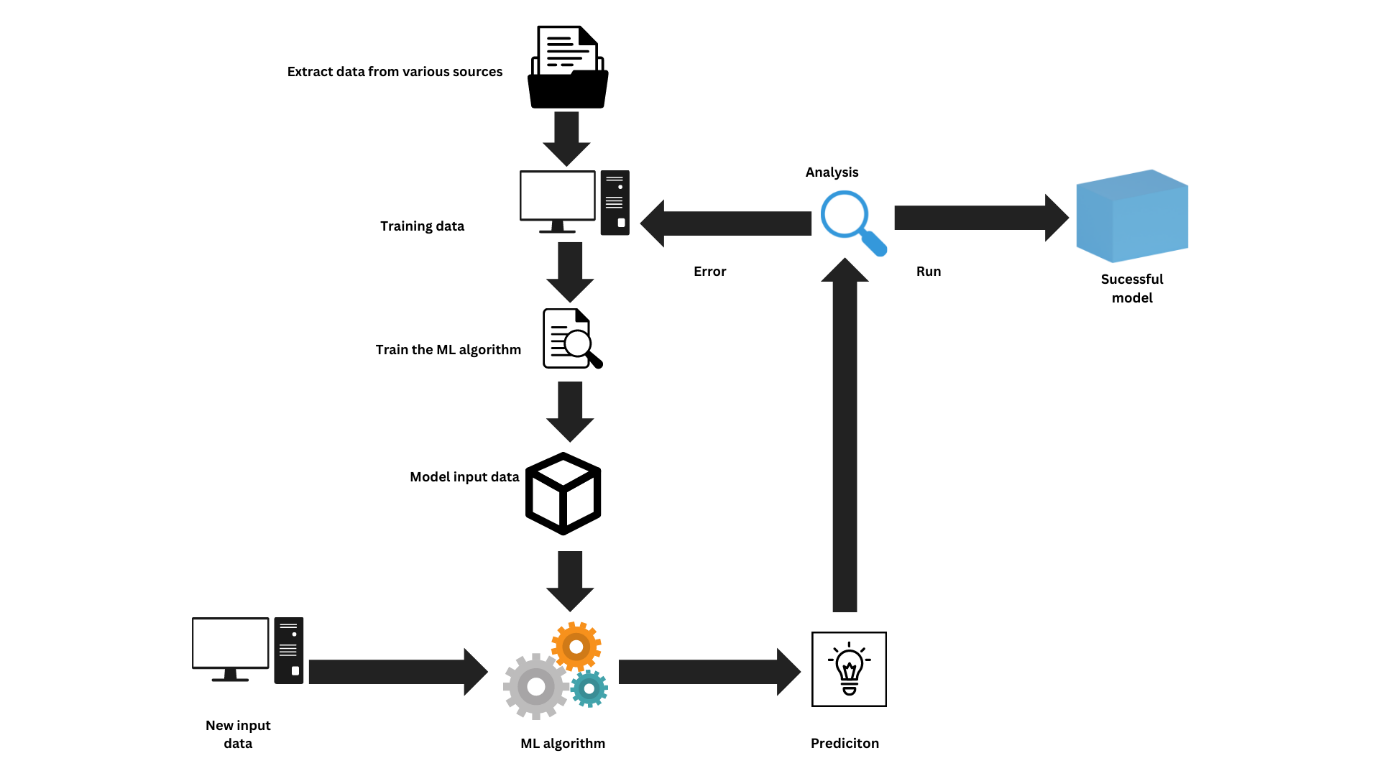 Extract data from various sources
Analysis
Training data
Error
Run
Sucessful
model
Train the ML algorithm
Model input data
New input
data
ML algorithm
Prediciton